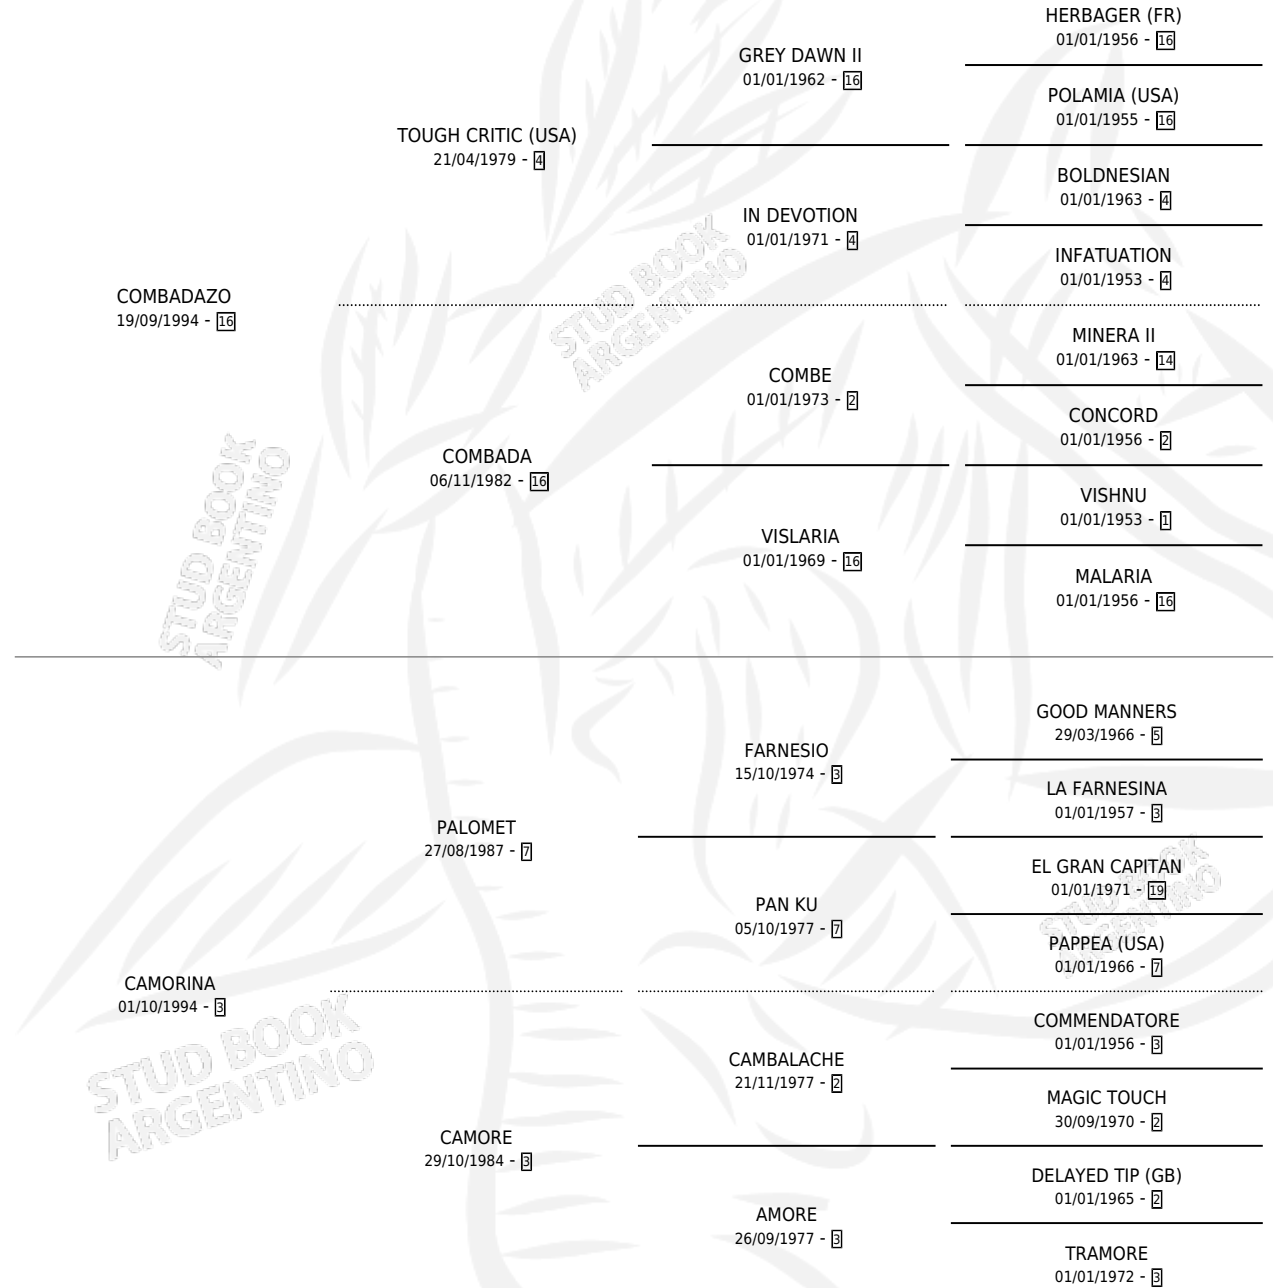 HERBAGER (FR)
01/01/1956 - 16
GREY DAWN II
01/01/1962 - 16
POLAMIA (USA)
01/01/1955 - 16
TOUGH CRITIC (USA)
21/04/1979 - 4
BOLDNESIAN
01/01/1963 - 4
IN DEVOTION
01/01/1971 - 4
INFATUATION
01/01/1953 - 4
COMBADAZO
19/09/1994 - 16
MINERA II
01/01/1963 - 14
COMBE
01/01/1973 - 2
CONCORD
01/01/1956 - 2
COMBADA
06/11/1982 - 16
VISHNU
01/01/1953 - 1
VISLARIA
01/01/1969 - 16
MALARIA
01/01/1956 - 16
GOOD MANNERS
29/03/1966 - 5
FARNESIO
15/10/1974 - 3
LA FARNESINA
01/01/1957 - 3
PALOMET
27/08/1987 - 7
EL GRAN CAPITAN
01/01/1971 - 19
PAN KU
05/10/1977 - 7
PAPPEA (USA)
01/01/1966 - 7
CAMORINA
01/10/1994 - 3
COMMENDATORE
01/01/1956 - 3
CAMBALACHE
21/11/1977 - 2
MAGIC TOUCH
30/09/1970 - 2
CAMORE
29/10/1984 - 3
DELAYED TIP (GB)
01/01/1965 - 2
AMORE
26/09/1977 - 3
TRAMORE
01/01/1972 - 3
STUD BOOK
ARGENTINO
STUD BOOK
ARGENTINO
STUD BOOK
ARGENTINO
STUD BOOK
ARGENTINO